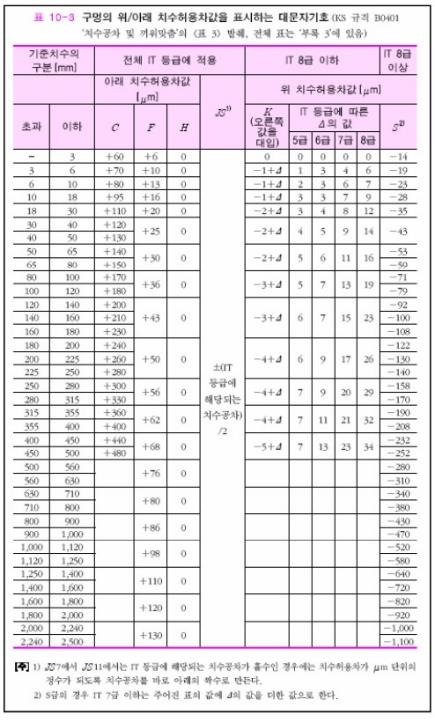 표 10-3 구멍의 위/아래 치수허용차값을 표시하는 대문자기호 (KS 규격 B0401
'치수공차 및 끼워맞춤'의 〈표 3〉 발췌, 전체 표는 '부록 3'에 있음)
기준치수의 구분 [mm] 전체 IT 등급에 적용 IT 8급 이하 IT 8급 이상
아래 치수허용차값 [μm] JS¹⁾ 위 치수허용차값 [μm]
K (오른쪽 값을 대입) IT 등급에 따른 Δ의 값 S²⁾
초과 이하 C F H 5급 6급 7급 8급
- 3 +60 +6 0 0 0 0 0 0 -14
3 6 +70 +10 0 -1+Δ 1 3 4 6 -19
6 10 +80 +13 0 -1+Δ 2 3 6 7 -23
10 18 +95 +16 0 -1+Δ 3 3 7 9 -28
18 30 +110 +20 0 -2+Δ 3 4 8 12 -35
30 40 +120 +25 0 -2+Δ 4 5 9 14 -43
40 50 +130
50 65 +140 +30 0 -2+Δ 5 6 11 16 -53
65 80 +150 -59
80 100 +170 +36 0 -3+Δ 5 7 13 19 -71
100 120 +180 -79
120 140 +200 -92
140 160 +210 +43 0 -3+Δ 6 7 15 23 -100
160 180 +230 -108
180 200 +240 -122
200 225 +260 +50 0 -4+Δ 6 9 17 26 -130
225 250 +280 -140
±(IT 등급에 해당되는 치수공차) /2
250 280 +300 +56 0 -4+Δ 7 9 20 29 -158
280 315 +330 -170
315 355 +360 +62 0 -4+Δ 7 11 21 32 -190
355 400 +400 -208
400 450 +440 +68 0 -5+Δ 7 13 23 34 -232
450 500 +480 -252
500 560 +76 0 -280
560 630 -310
630 710 +80 0 -340
710 800 -380
800 900 +86 0 -430
900 1,000 -470
1,000 1,120 +98 0 -520
1,120 1,250 -580
1,250 1,400 +110 0 -640
1,400 1,600 -720
1,600 1,800 +120 0 -820
1,800 2,000 -920
2,000 2,240 +130 0 -1,000
2,240 2,500 -1,100
[주] 1) JS7에서 JS11에서는 IT 등급에 해당되는 치수공차가 홀수인 경우에는 치수허용차가 μm 단위의
정수가 되도록 치수공차를 바로 아래의 짝수로 만든다.
2) S급의 경우 IT 7급 이하는 주어진 표의 값에 Δ의 값을 더한 값으로 한다.